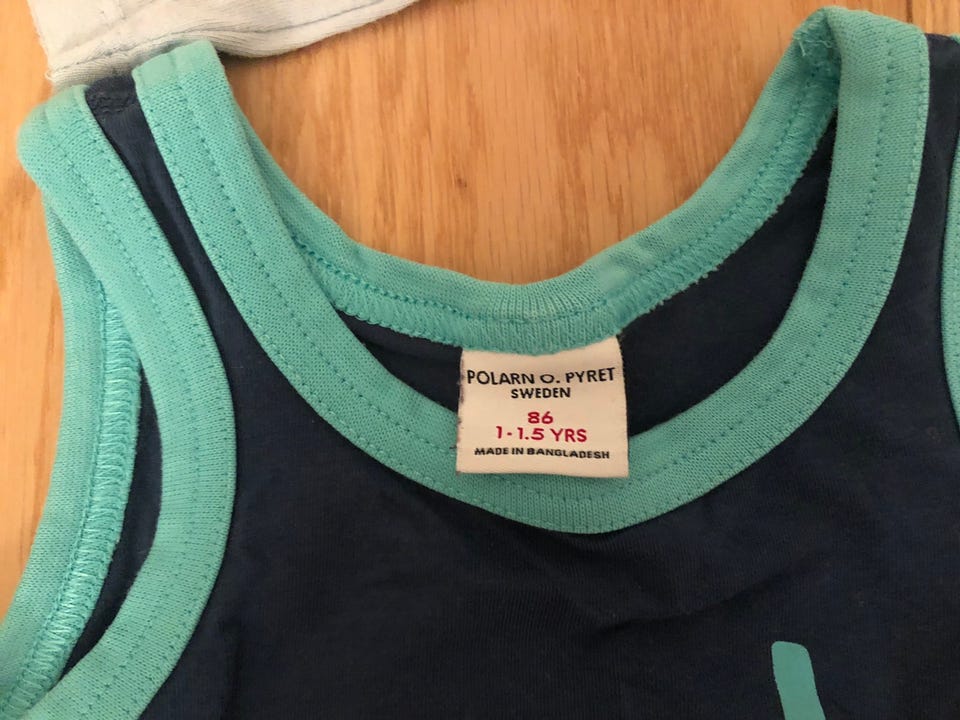 POLARN O. PYRET
SWEDEN
86
1-1.5 YRS
MADE IN BANGLADESH